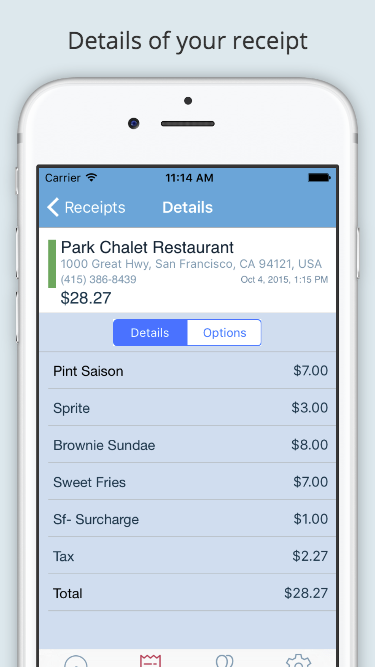 Details of your receipt
Carrier 11:14 AM
Receipts Details
Park Chalet Restaurant
1000 Great Hwy, San Francisco, CA 94121, USA
(415) 386-8439 Oct 4, 2015, 1:15 PM
$28.27
Details Options
Pint Saison $7.00
Sprite $3.00
Brownie Sundae $8.00
Sweet Fries $7.00
Sf- Surcharge $1.00
Tax $2.27
Total $28.27